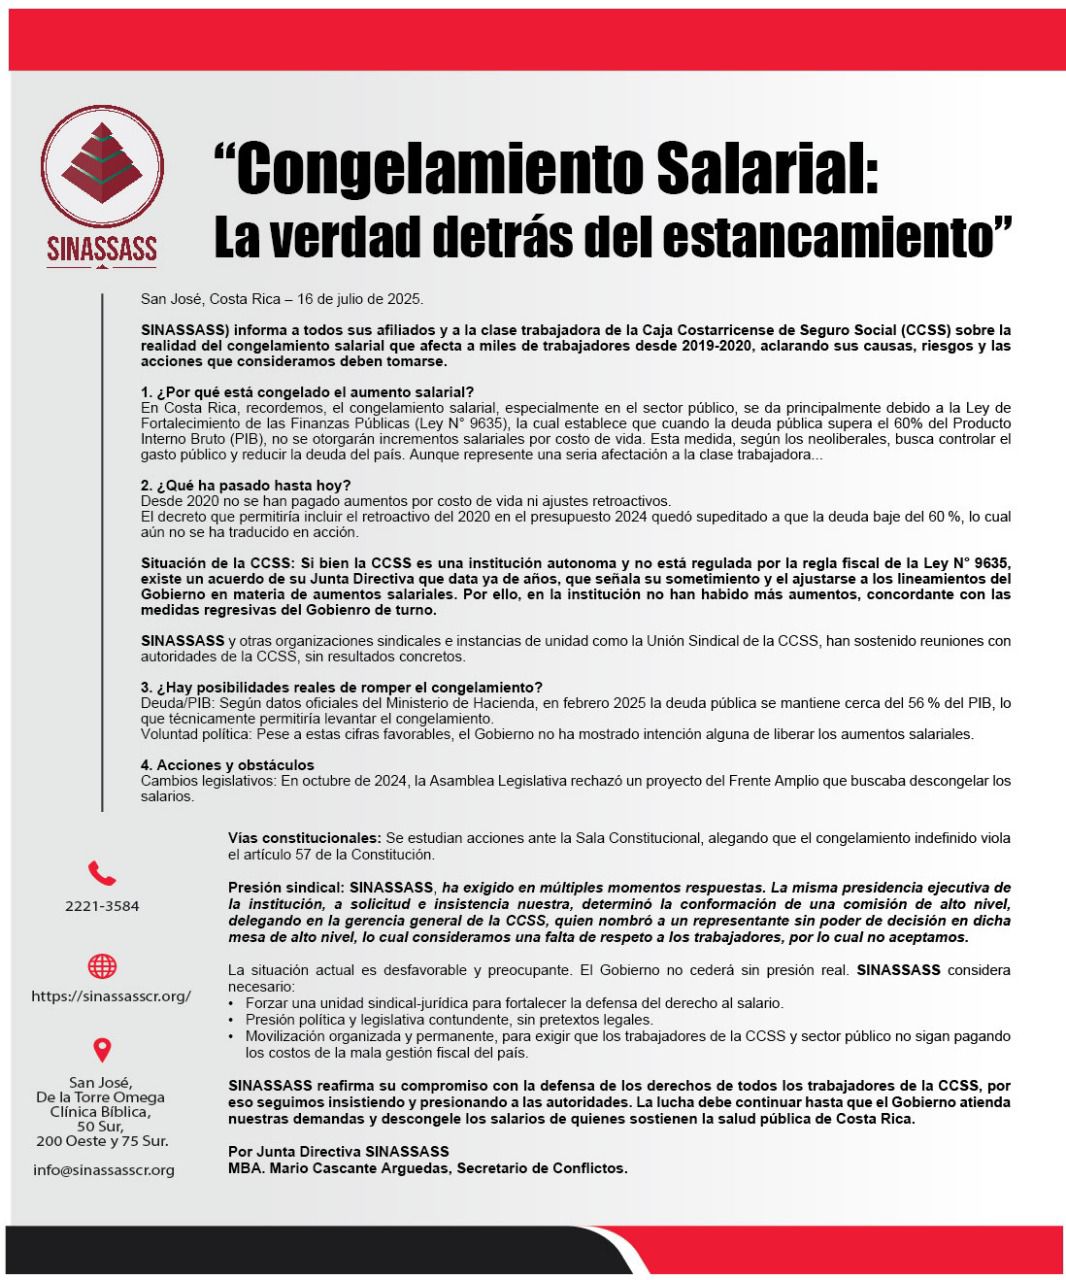 SINASSASS
“Congelamiento Salarial:
La verdad detrás del estancamiento”
San José, Costa Rica – 16 de julio de 2025.
SINASSASS) informa a todos sus afiliados y a la clase trabajadora de la Caja Costarricense de Seguro Social (CCSS) sobre la
realidad del congelamiento salarial que afecta a miles de trabajadores desde 2019-2020, aclarando sus causas, riesgos y las
acciones que consideramos deben tomarse.
1. ¿Por qué está congelado el aumento salarial?
En Costa Rica, recordemos, el congelamiento salarial, especialmente en el sector público, se da principalmente debido a la Ley de
Fortalecimiento de las Finanzas Públicas (Ley N° 9635), la cual establece que cuando la deuda pública supera el 60% del Producto
Interno Bruto (PIB), no se otorgarán incrementos salariales por costo de vida. Esta medida, según los neoliberales, busca controlar el
gasto público y reducir la deuda del país. Aunque represente una seria afectación a la clase trabajadora...
2. ¿Qué ha pasado hasta hoy?
Desde 2020 no se han pagado aumentos por costo de vida ni ajustes retroactivos.
El decreto que permitiría incluir el retroactivo del 2020 en el presupuesto 2024 quedó supeditado a que la deuda baje del 60 %, lo cual
aún no se ha traducido en acción.
Situación de la CCSS: Si bien la CCSS es una institución autonoma y no está regulada por la regla fiscal de la Ley N° 9635,
existe un acuerdo de su Junta Directiva que data ya de años, que señala su sometimiento y el ajustarse a los lineamientos del
Gobierno en materia de aumentos salariales. Por ello, en la institución no han habido más aumentos, concordante con las
medidas regresivas del Gobienro de turno.
SINASSASS y otras organizaciones sindicales e instancias de unidad como la Unión Sindical de la CCSS, han sostenido reuniones con
autoridades de la CCSS, sin resultados concretos.
3. ¿Hay posibilidades reales de romper el congelamiento?
Deuda/PIB: Según datos oficiales del Ministerio de Hacienda, en febrero 2025 la deuda pública se mantiene cerca del 56 % del PIB, lo
que técnicamente permitiría levantar el congelamiento.
Voluntad política: Pese a estas cifras favorables, el Gobierno no ha mostrado intención alguna de liberar los aumentos salariales.
4. Acciones y obstáculos
Cambios legislativos: En octubre de 2024, la Asamblea Legislativa rechazó un proyecto del Frente Amplio que buscaba descongelar los
salarios.
Vías constitucionales: Se estudian acciones ante la Sala Constitucional, alegando que el congelamiento indefinido viola
el artículo 57 de la Constitución.
Presión sindical: SINASSASS, ha exigido en múltiples momentos respuestas. La misma presidencia ejecutiva de
la institución, a solicitud e insistencia nuestra, determinó la conformación de una comisión de alto nivel,
delegando en la gerencia general de la CCSS, quien nombró a un representante sin poder de decisión en dicha
mesa de alto nivel, lo cual consideramos una falta de respeto a los trabajadores, por lo cual no aceptamos.
La situación actual es desfavorable y preocupante. El Gobierno no cederá sin presión real. SINASSASS considera
necesario:
• Forzar una unidad sindical-jurídica para fortalecer la defensa del derecho al salario.
• Presión política y legislativa contundente, sin pretextos legales.
• Movilización organizada y permanente, para exigir que los trabajadores de la CCSS y sector público no sigan pagando
los costos de la mala gestión fiscal del país.
SINASSASS reafirma su compromiso con la defensa de los derechos de todos los trabajadores de la CCSS, por
eso seguimos insistiendo y presionando a las autoridades. La lucha debe continuar hasta que el Gobierno atienda
nuestras demandas y descongele los salarios de quienes sostienen la salud pública de Costa Rica.
Por Junta Directiva SINASSASS
MBA. Mario Cascante Arguedas, Secretario de Conflictos.
2221-3584
https://sinassasscr.org/
San José,
De la Torre Omega
Clínica Bíblica,
50 Sur,
200 Oeste y 75 Sur.
info@sinassasscr.org